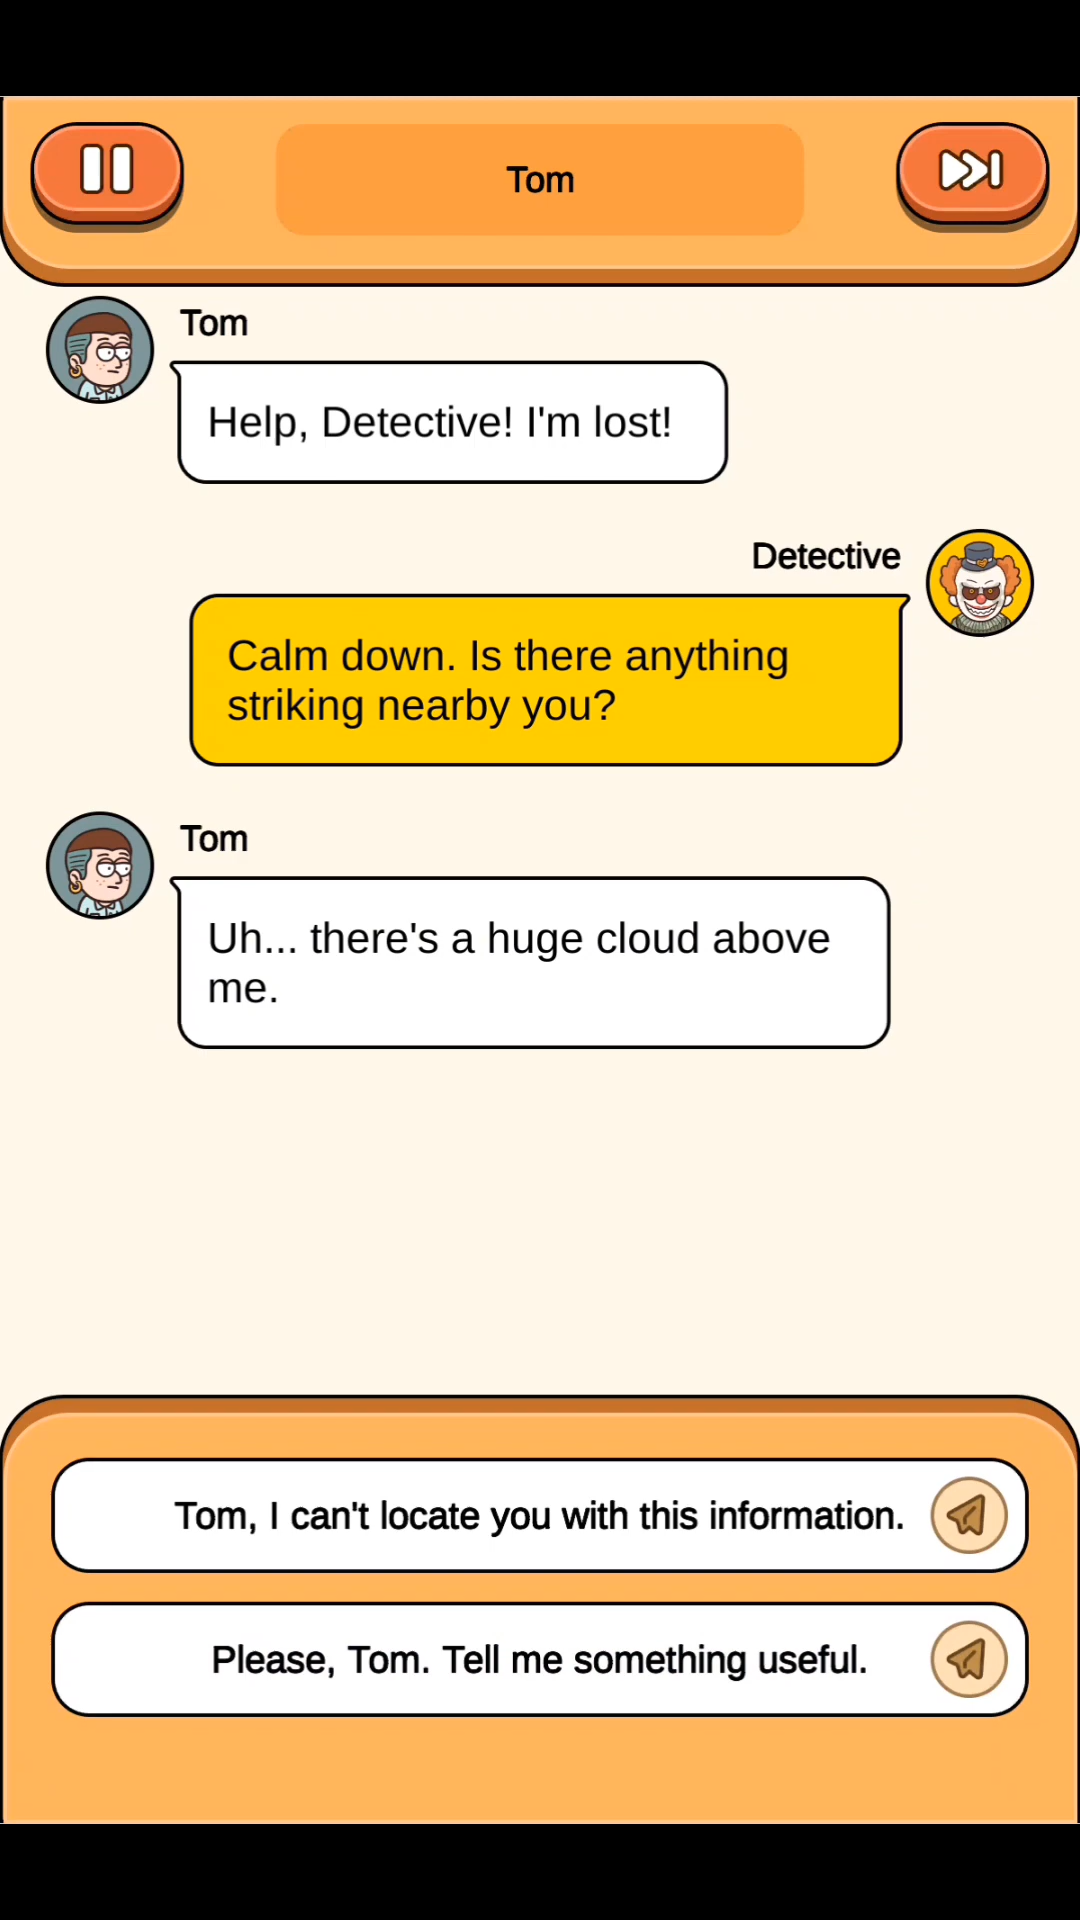 Tom
Tom
Help, Detective! I'm lost!
Detective
Calm down. Is there anything
striking nearby you?
Tom
Uh... there's a huge cloud above
me.
Tom, I can't locate you with this information.
Please, Tom. Tell me something useful.